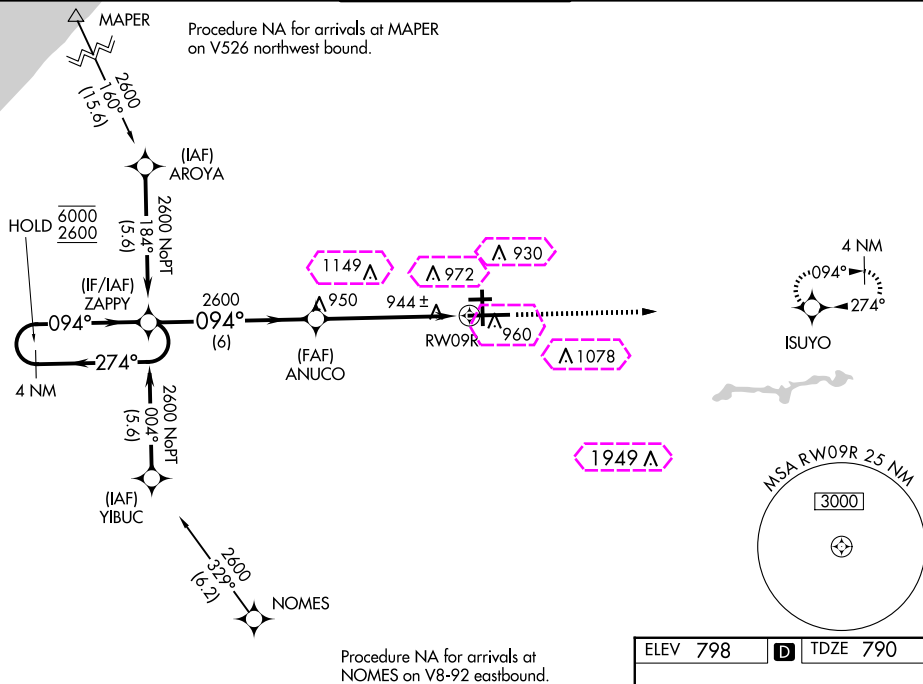 MAPER
Procedure NA for arrivals at MAPER
on V526 northwest bound.
2600
160°
(15.6)
(IAF)
AROYA
HOLD 6000
2600
2600 NoPT
184°
(5.6)
(IF/IAF)
ZAPPY
094°
274°
4 NM
2600
094°
(6)
1149
950
(FAF)
ANUCO
944 ±
972
930
960
RW09R
1078
4 NM
094°
274°
ISUYO
2600 NoPT
004°
(5.6)
(IAF)
YIBUC
2600
329°
(6.2)
NOMES
1949
MSA RW09R 25 NM
3000
Procedure NA for arrivals at
NOMES on V8-92 eastbound.
ELEV 798 D TDZE 790